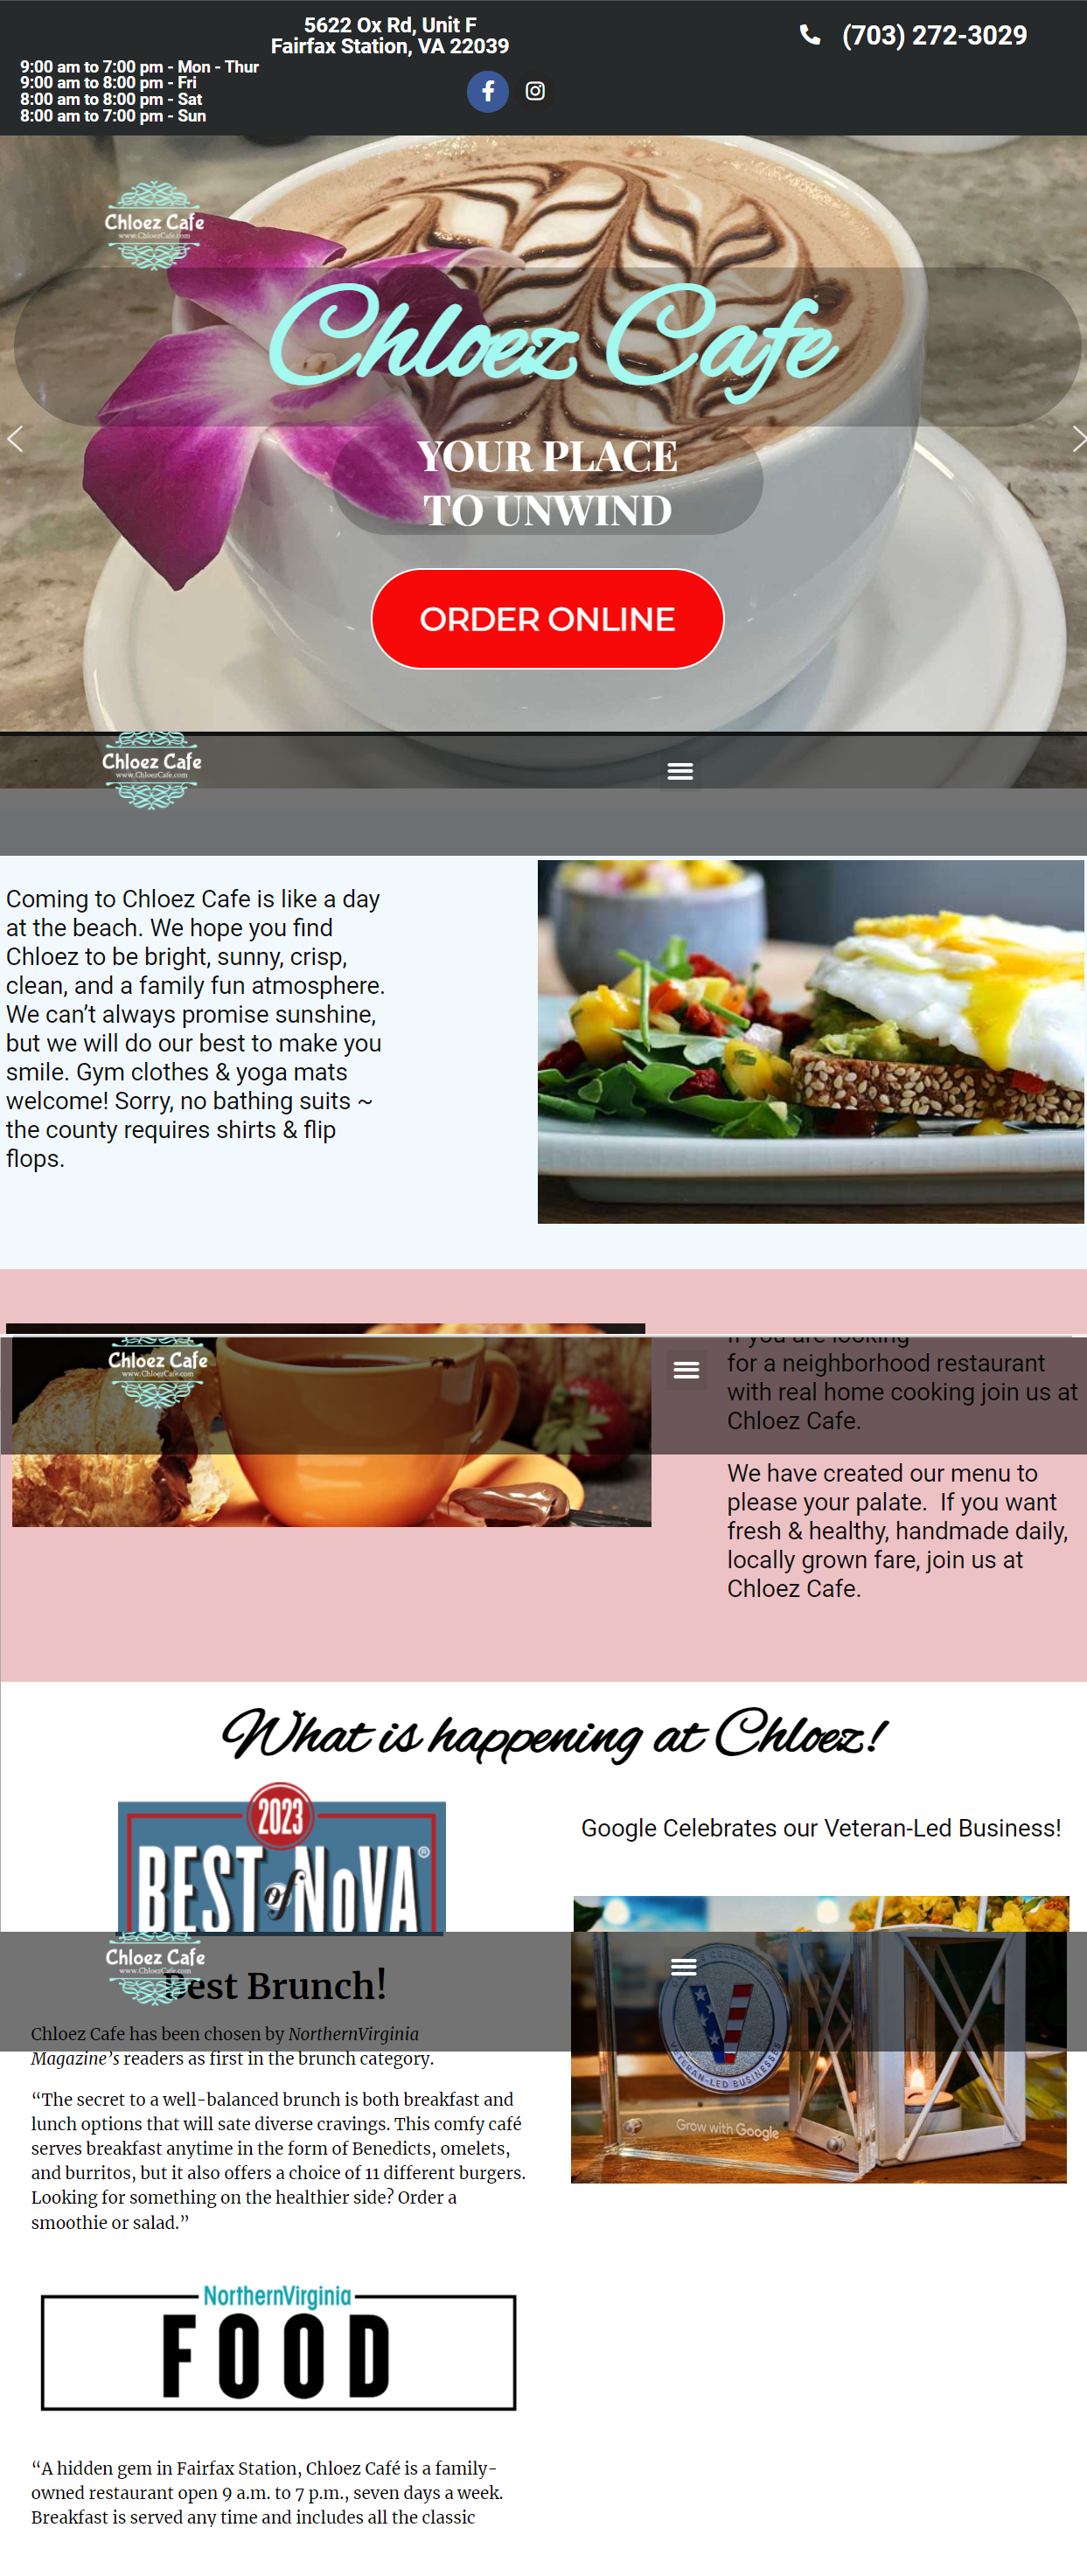 5622 Ox Rd, Unit F
Fairfax Station, VA 22039
(703) 272-3029
9:00 am to 7:00 pm - Mon - Thur
9:00 am to 8:00 pm - Fri
8:00 am to 8:00 pm - Sat
8:00 am to 7:00 pm - Sun
Chloez Cafe
www.ChloezCafe.com
Chloez Cafe
YOUR PLACE
TO UNWIND
ORDER ONLINE
Chloez Cafe
www.ChloezCafe.com
Coming to Chloez Cafe is like a day
at the beach. We hope you find
Chloez to be bright, sunny, crisp,
clean, and a family fun atmosphere.
We can’t always promise sunshine,
but we will do our best to make you
smile. Gym clothes & yoga mats
welcome! Sorry, no bathing suits ~
the county requires shirts & flip
flops.
Chloez Cafe
www.ChloezCafe.com
If you are looking
for a neighborhood restaurant
with real home cooking join us at
Chloez Cafe.
We have created our menu to
please your palate.  If you want
fresh & healthy, handmade daily,
locally grown fare, join us at
Chloez Cafe.
What is happening at Chloez!
2023
BEST of NoVA®
Google Celebrates our Veteran-Led Business!
Chloez Cafe
www.ChloezCafe.com
Best Brunch!
Chloez Cafe has been chosen by NorthernVirginia
Magazine’s readers as first in the brunch category.
“The secret to a well-balanced brunch is both breakfast and
lunch options that will sate diverse cravings. This comfy café
serves breakfast anytime in the form of Benedicts, omelets,
and burritos, but it also offers a choice of 11 different burgers.
Looking for something on the healthier side? Order a
smoothie or salad.”
V
VETERAN-LED BUSINESSES
Grow with Google
NorthernVirginia
FOOD
“A hidden gem in Fairfax Station, Chloez Café is a family-
owned restaurant open 9 a.m. to 7 p.m., seven days a week.
Breakfast is served any time and includes all the classic